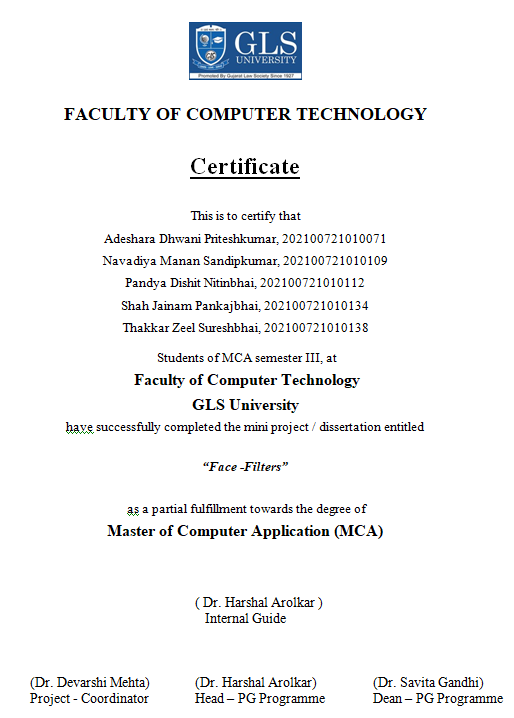 GLS
UNIVERSITY
Promoted By Gujarat Law Society Since 1927
FACULTY OF COMPUTER TECHNOLOGY
Certificate
This is to certify that
Adeshara Dhwani Priteshkumar, 202100721010071
Navadiya Manan Sandipkumar, 202100721010109
Pandya Dishit Nitinbhai, 202100721010112
Shah Jainam Pankajbhai, 202100721010134
Thakkar Zeel Sureshbhai, 202100721010138
Students of MCA semester III, at
Faculty of Computer Technology
GLS University
have successfully completed the mini project / dissertation entitled
“Face -Filters”
as a partial fulfillment towards the degree of
Master of Computer Application (MCA)
( Dr. Harshal Arolkar )
Internal Guide
(Dr. Devarshi Mehta) (Dr. Harshal Arolkar) (Dr. Savita Gandhi)
Project - Coordinator Head – PG Programme Dean – PG Programme